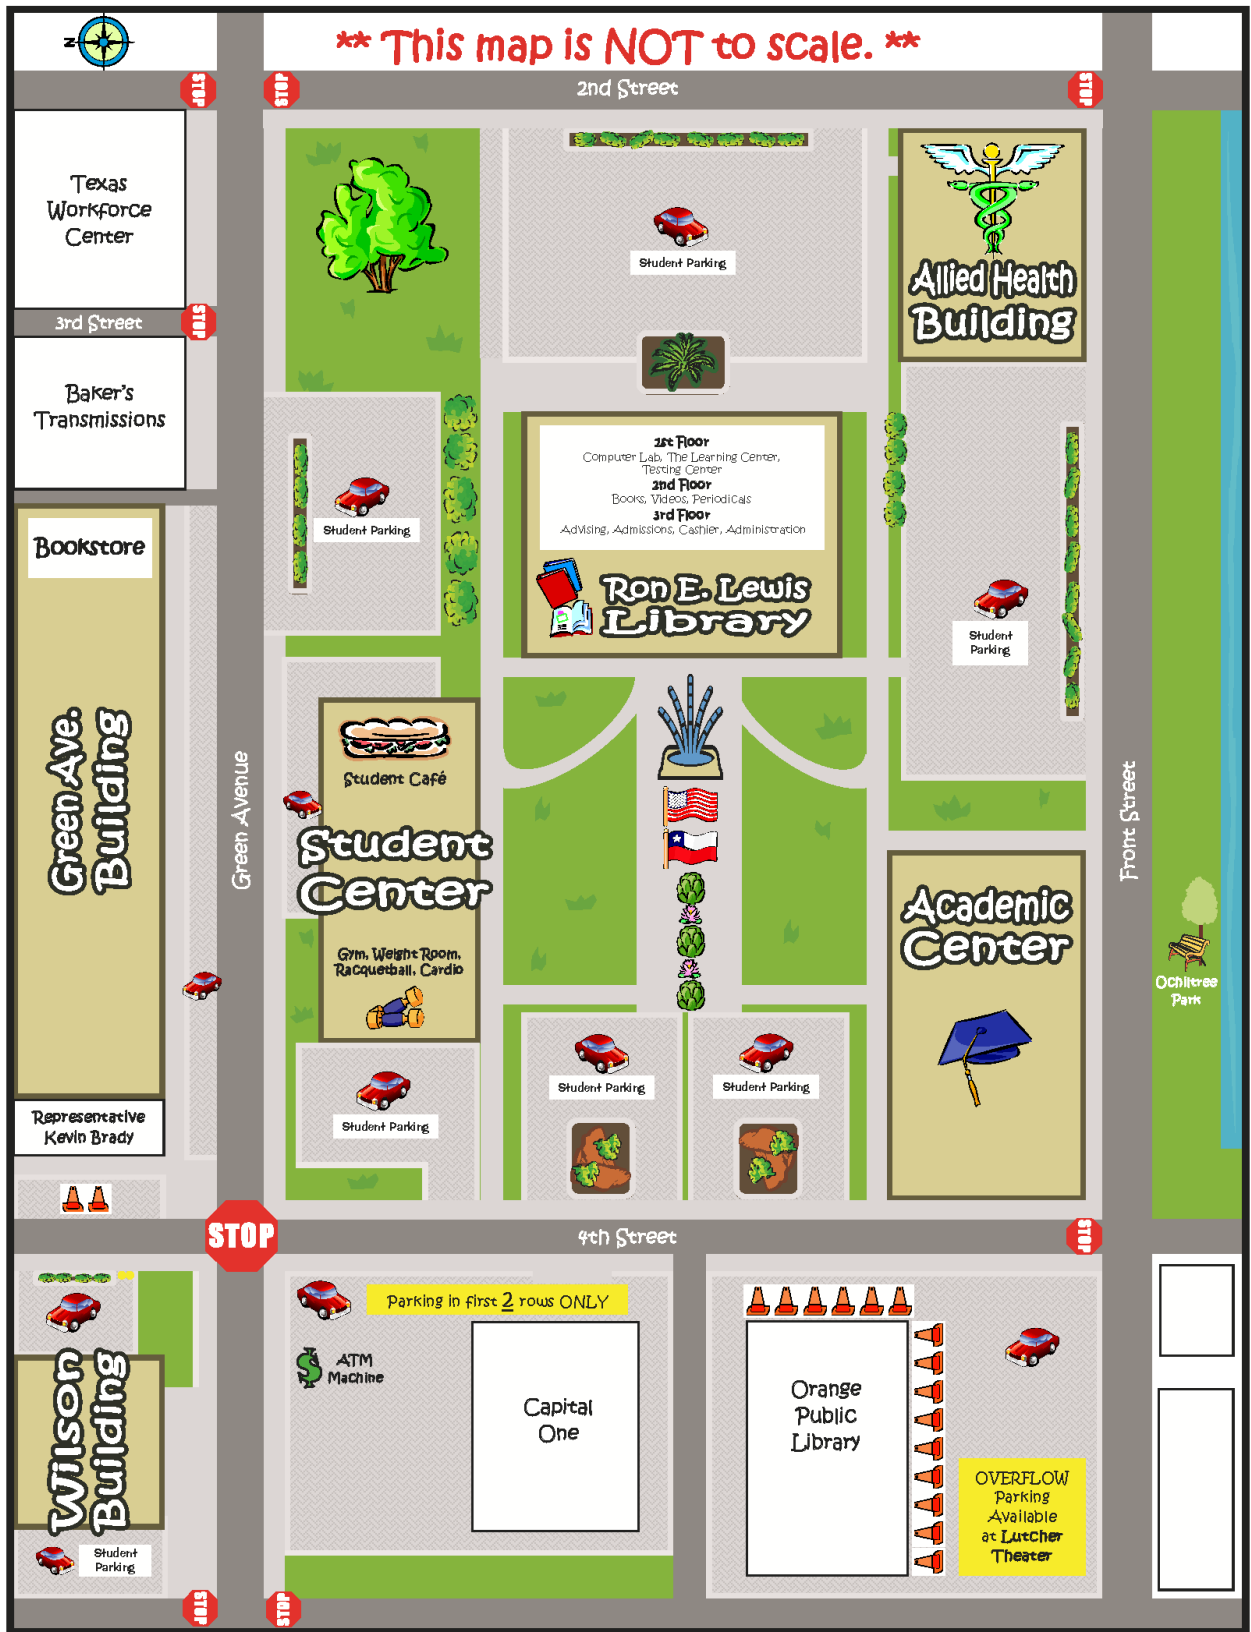 N
** This map is NOT to scale. **
STOP
STOP
2nd Street
STOP
Texas
Workforce
Center
Student Parking
Allied Health
Building
3rd Street
STOP
Baker's
Transmissions
Student Parking
1st Floor
Computer Lab, The Learning Center,
Testing Center
2nd Floor
Books, Videos, Periodicals
3rd Floor
Advising, Admissions, Cashier, Administration
Ron E. Lewis
Library
Bookstore
Student
Parking
Green Ave.
Building
Green Avenue
Student Café
Student
Center
Gym, Weight Room,
Racquetball, Cardio
Front Street
Academic
Center
Ochiltree
Park
Student Parking
Student Parking
Student Parking
Representative
Kevin Brady
STOP
4th Street
STOP
Parking in first 2 rows ONLY
ATM
Machine
Capital
One
Orange
Public
Library
OVERFLOW
Parking
Available
at Lutcher
Theater
Wilson
Building
Student
Parking
STOP
STOP